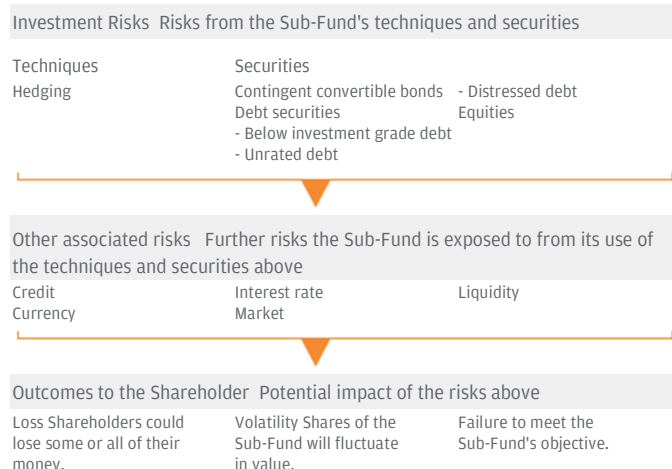 Investment Risks Risks from the Sub-Fund's techniques and securities
Techniques
Hedging
Securities
Contingent convertible bonds
Debt securities
- Below investment grade debt
- Unrated debt
- Distressed debt
Equities
Other associated risks Further risks the Sub-Fund is exposed to from its use of
the techniques and securities above
Credit
Currency
Interest rate
Market
Liquidity
Outcomes to the Shareholder Potential impact of the risks above
Loss Shareholders could
lose some or all of their
money.
Volatility Shares of the
Sub-Fund will fluctuate
in value.
Failure to meet the
Sub-Fund's objective.